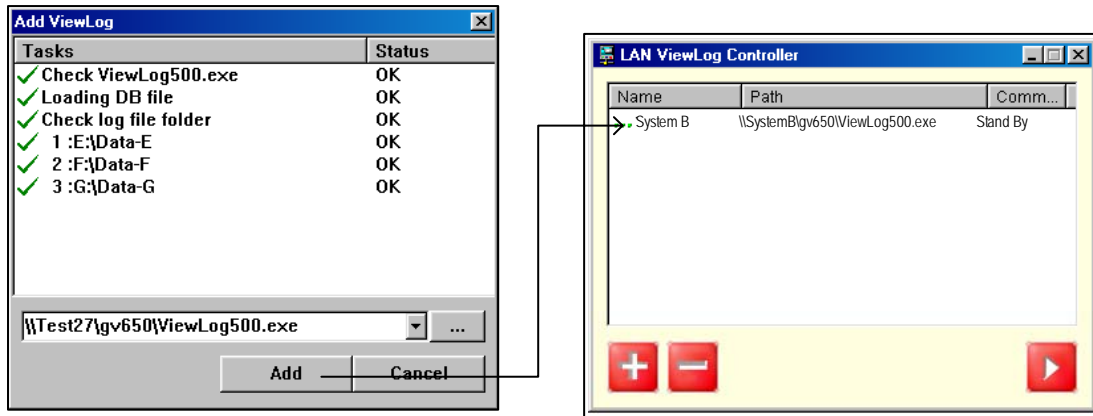 Add ViewLog
Tasks Status
Check ViewLog500.exe OK
Loading DB file OK
Check log file folder OK
1 :E:\Data-E OK
2 :F:\Data-F OK
3 :G:\Data-G OK
\\Test27\gv650\ViewLog500.exe ...
Add Cancel
LAN ViewLog Controller
Name Path Comm...
System B \\SystemB\gv650\ViewLog500.exe Stand By